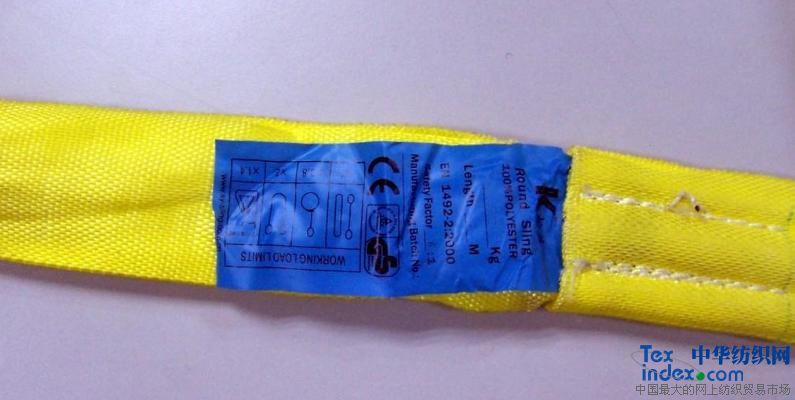 Round Sling
100%POLYESTER
Kg
Length M
EN 1492-2:2000
Safety Factor
Batch No.:
CE
WORKING LOAD LIMITS
Tex 中华纺织网
index.com
中国最大的网上纺织贸易市场